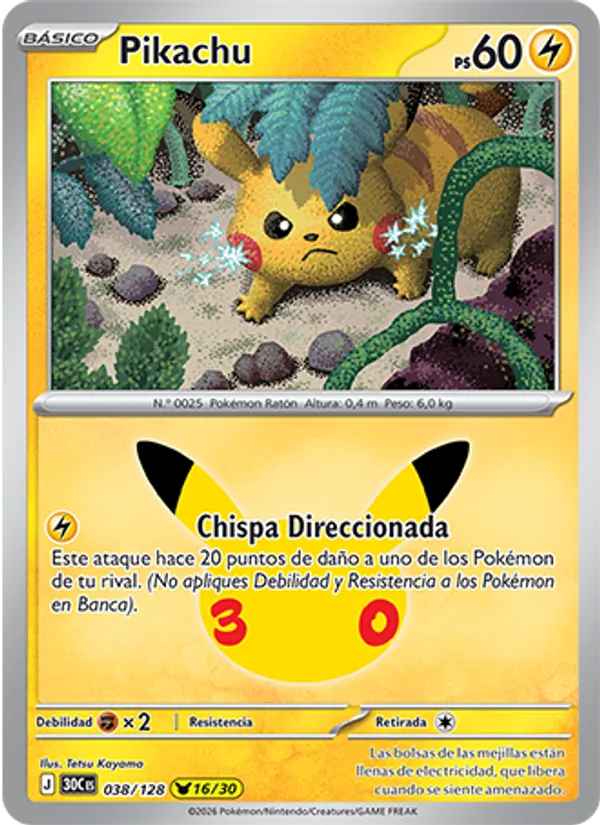 BÁSICO
Pikachu
PS60
N.º 0025 Pokémon Ratón Altura: 0,4 m Peso: 6,0 kg
Chispa Direccionada
Este ataque hace 20 puntos de daño a uno de los Pokémon
de tu rival. (No apliques Debilidad y Resistencia a los Pokémon
en Banca).
3 0
Debilidad ×2 Resistencia Retirada
Ilus. Tetsu Kayama
J 30C ES 038/128 16/30
Las bolsas de las mejillas están
llenas de electricidad, que libera
cuando se siente amenazado.
©2026 Pokémon/Nintendo/Creatures/GAME FREAK